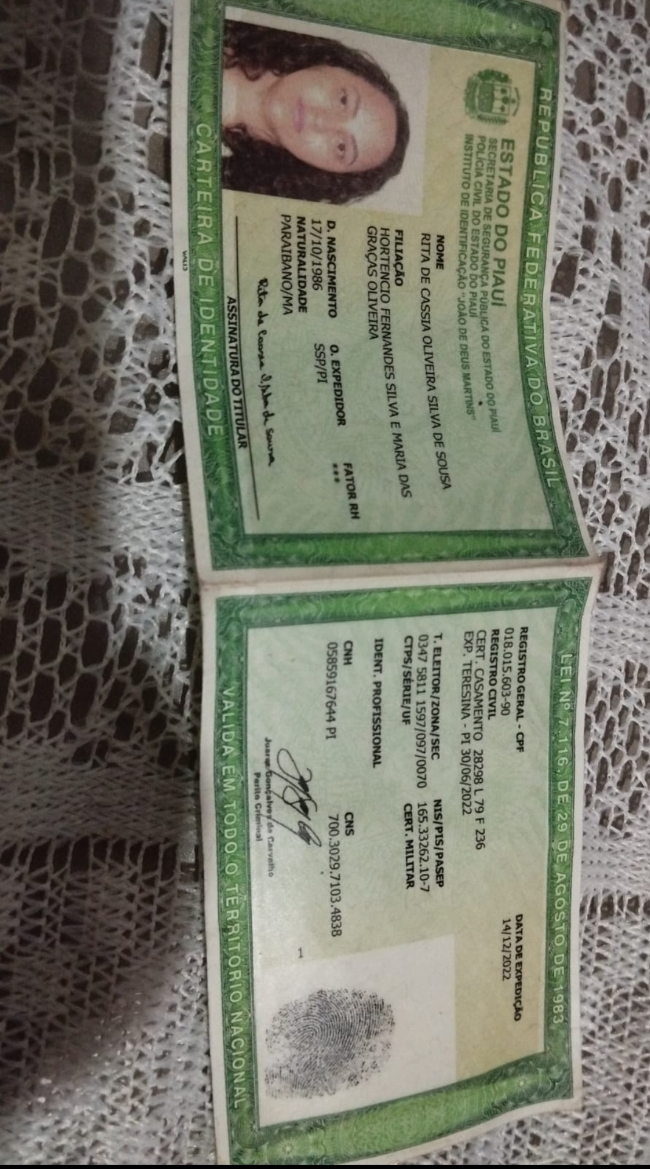 REPÚBLICA FEDERATIVA DO BRASIL
ESTADO DO PIAUÍ
SECRETARIA DE SEGURANÇA PÚBLICA DO ESTADO DO PIAUÍ
POLÍCIA CIVIL DO ESTADO DO PIAUÍ
INSTITUTO DE IDENTIFICAÇÃO "JOÃO DE DEUS MARTINS"
NOME
RITA DE CASSIA OLIVEIRA SILVA DE SOUSA
FILIAÇÃO
HORTENCIO FERNANDES SILVA E MARIA DAS
GRAÇAS OLIVEIRA
D. NASCIMENTO O. EXPEDIDOR FATOR RH
17/10/1986 SSP/PI ***
NATURALIDADE
PARAIBANO/MA
Rita de Cassia O. Silva de Sousa
ASSINATURA DO TITULAR
CARTEIRA DE IDENTIDADE
LEI Nº 7.116, DE 29 DE AGOSTO DE 1983
REGISTRO GERAL - CPF DATA DE EXPEDIÇÃO
018.015.603-90 14/12/2022
REGISTRO CIVIL
CERT. CASAMENTO 28298 L 79 F 236
EXP. TERESINA - PI 30/06/2022
T. ELEITOR/ZONA/SEC NIS/PIS/PASEP
0347 5811 1597/097/0070 165.33262.10-7
CTPS/SÉRIE/UF CERT. MILITAR
IDENT. PROFISSIONAL
CNH CNS
05859167644 PI 700.3029.7103.4838
Juarez Gonçalves de Carvalho
Perito Criminal
VALIDA EM TODO O TERRITORIO NACIONAL